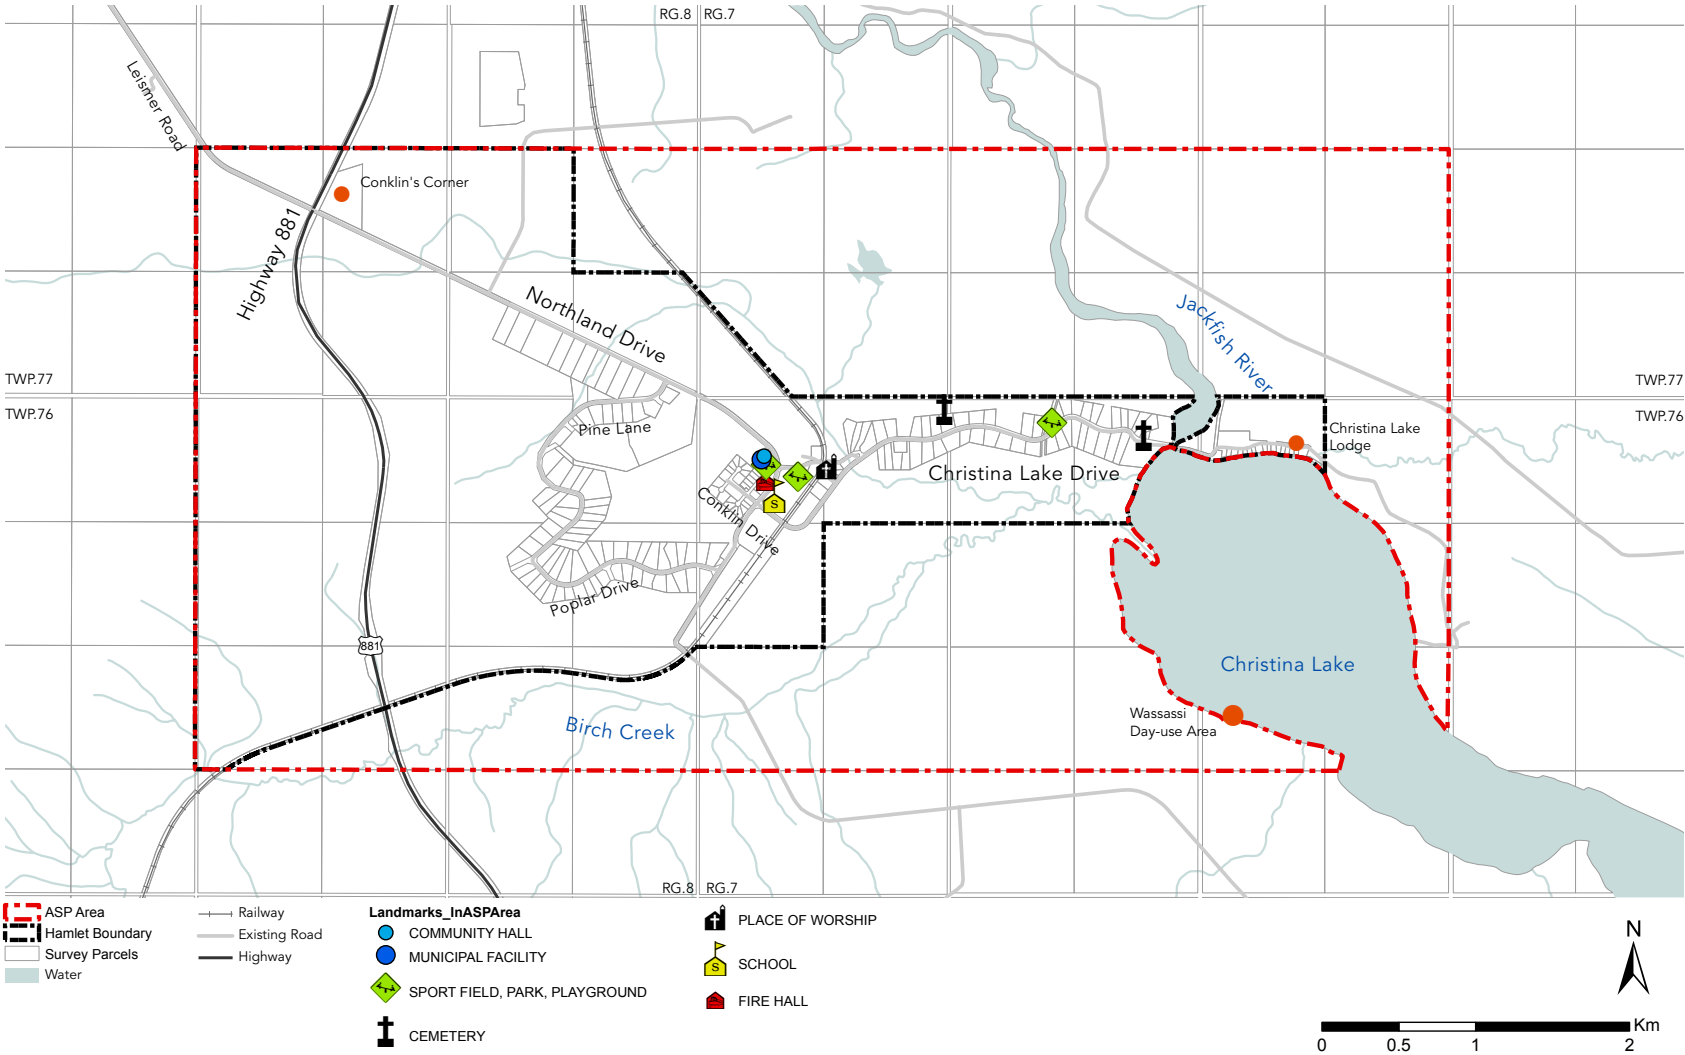 RG.8 RG.7
Leismer Road
Conklin's Corner
Highway 881
Northland Drive
Jackfish River
TWP.77
TWP.77
TWP.76
TWP.76
Pine Lane
Christina Lake
Lodge
Christina Lake Drive
S
Conklin Drive
Poplar Drive
881
Christina Lake
Birch Creek
Wassassi
Day-use Area
RG.8 RG.7
ASP Area
Hamlet Boundary
Survey Parcels
Water
Railway
Existing Road
Highway
Landmarks_InASPArea
COMMUNITY HALL
MUNICIPAL FACILITY
SPORT FIELD, PARK, PLAYGROUND
CEMETERY
PLACE OF WORSHIP
S SCHOOL
FIRE HALL
N
Km
0 0.5 1 2